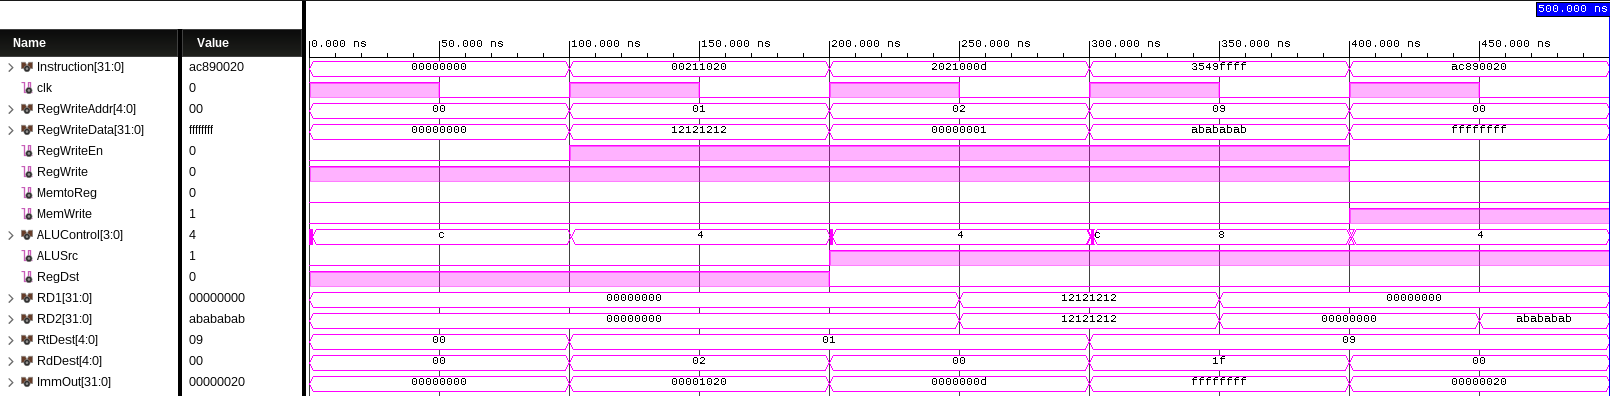 500.000 ns
Name Value 0.000 ns 50.000 ns 100.000 ns 150.000 ns 200.000 ns 250.000 ns 300.000 ns 350.000 ns 400.000 ns 450.000 ns
Instruction[31:0] ac890020 00000000 00211020 2021000d 3549ffff ac890020
clk 0
RegWriteAddr[4:0] 00 00 01 02 09 00
RegWriteData[31:0] ffffffff 00000000 12121212 00000001 abababab ffffffff
RegWriteEn 0
RegWrite 0
MemtoReg 0
MemWrite 1
ALUControl[3:0] 4 c 4 4 c 8 4
ALUSrc 1
RegDst 0
RD1[31:0] 00000000 00000000 12121212 00000000
RD2[31:0] abababab 00000000 12121212 00000000 abababab
RtDest[4:0] 09 00 01 09
RdDest[4:0] 00 00 02 00 1f 00
ImmOut[31:0] 00000020 00000000 00001020 0000000d ffffffff 00000020